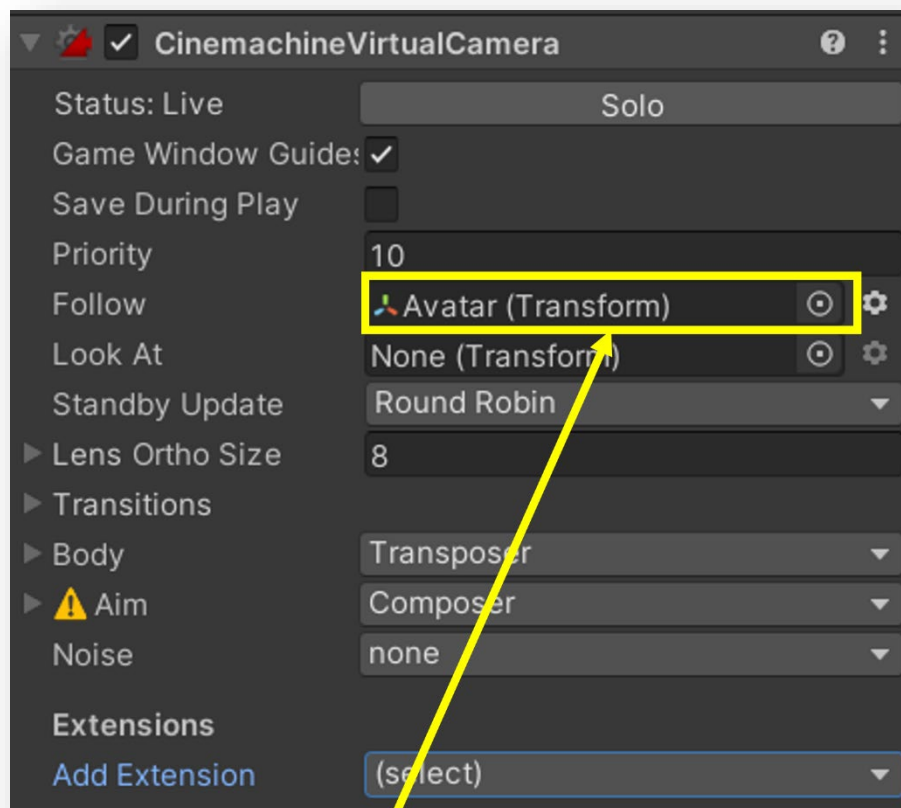 CinemachineVirtualCamera
Status: Live Solo
Game Window Guide:
Save During Play
Priority 10
Follow Avatar (Transform)
Look At None (Transform)
Standby Update Round Robin
Lens Ortho Size 8
Transitions
Body Transposer
Aim Composer
Noise none
Extensions
Add Extension (select)